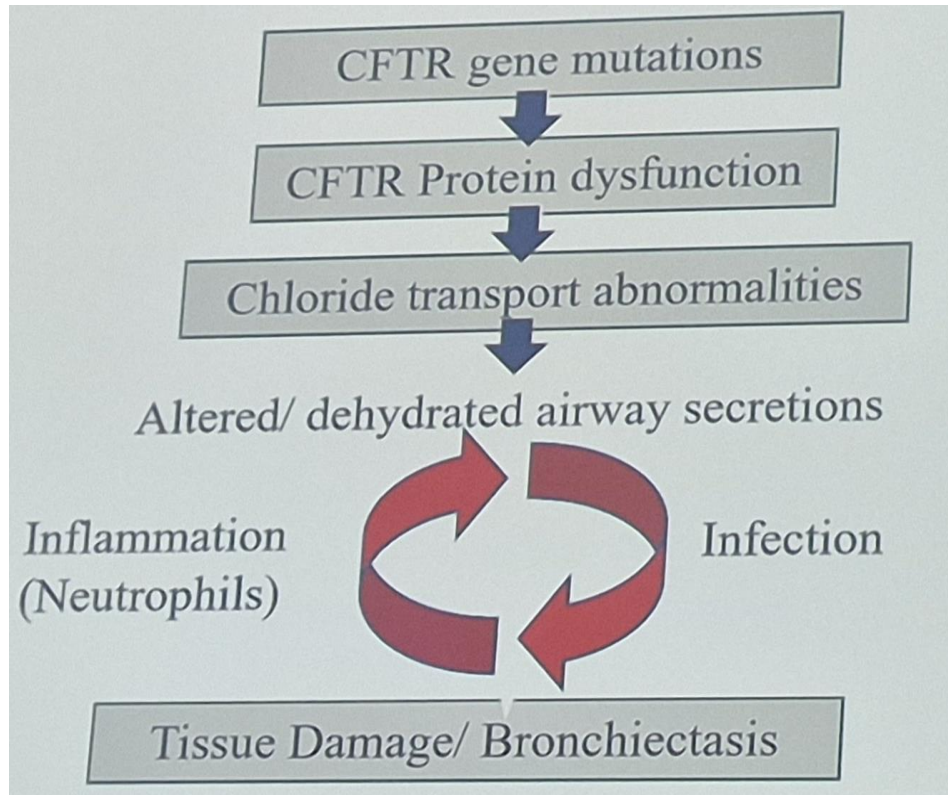 CFTR gene mutations
CFTR Protein dysfunction
Chloride transport abnormalities
Altered/ dehydrated airway secretions
Inflammation
(Neutrophils)
Infection
Tissue Damage/ Bronchiectasis